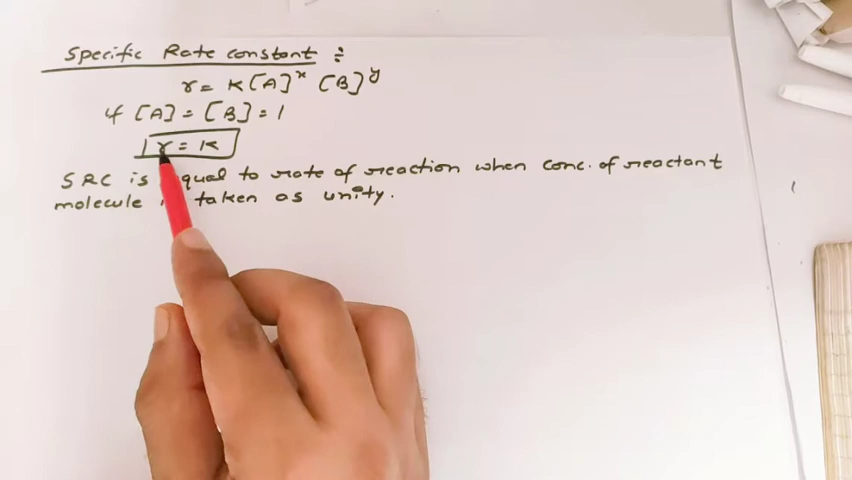 Specific Rate constant ÷
r = K[A]^x [B]^y
if [A] = [B] = 1
r = K
SRC is equal to rate of reaction when conc. of reactant
molecule taken as unity.